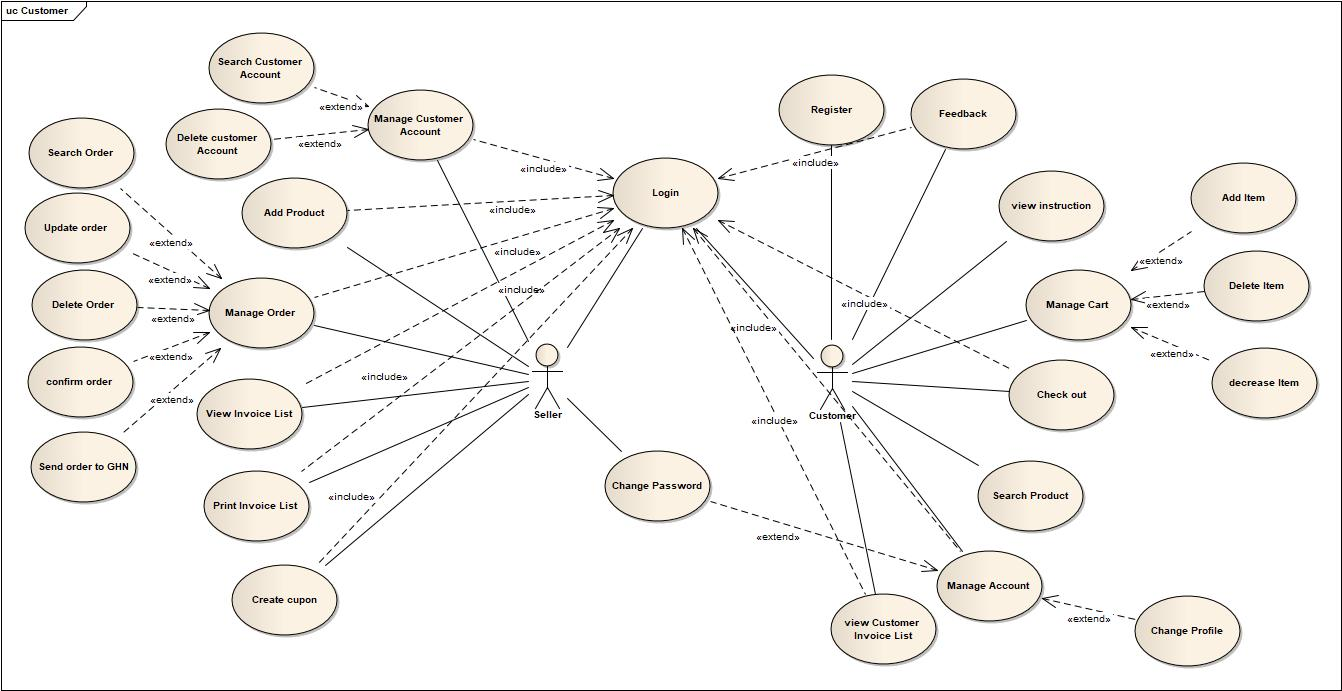 uc Customer
Search Customer
Account
«extend»
Manage Customer
Account
Delete customer
Account
«extend»
Search Order
Register
Feedback
«include»
«include»
Login
Add Product
«include»
view instruction
Add Item
Update order
«extend»
«include»
«extend»
«extend»
Delete Order
«extend»
Manage Order
«include»
«include»
Manage Cart
«extend»
Delete Item
«include»
confirm order
«extend»
«extend»
decrease Item
«include»
View Invoice List
«extend»
Seller
Customer
«include»
Check out
Send order to GHN
Print Invoice List
«include»
Change Password
Search Product
«extend»
Create cupon
Manage Account
«extend»
view Customer
Invoice List
Change Profile